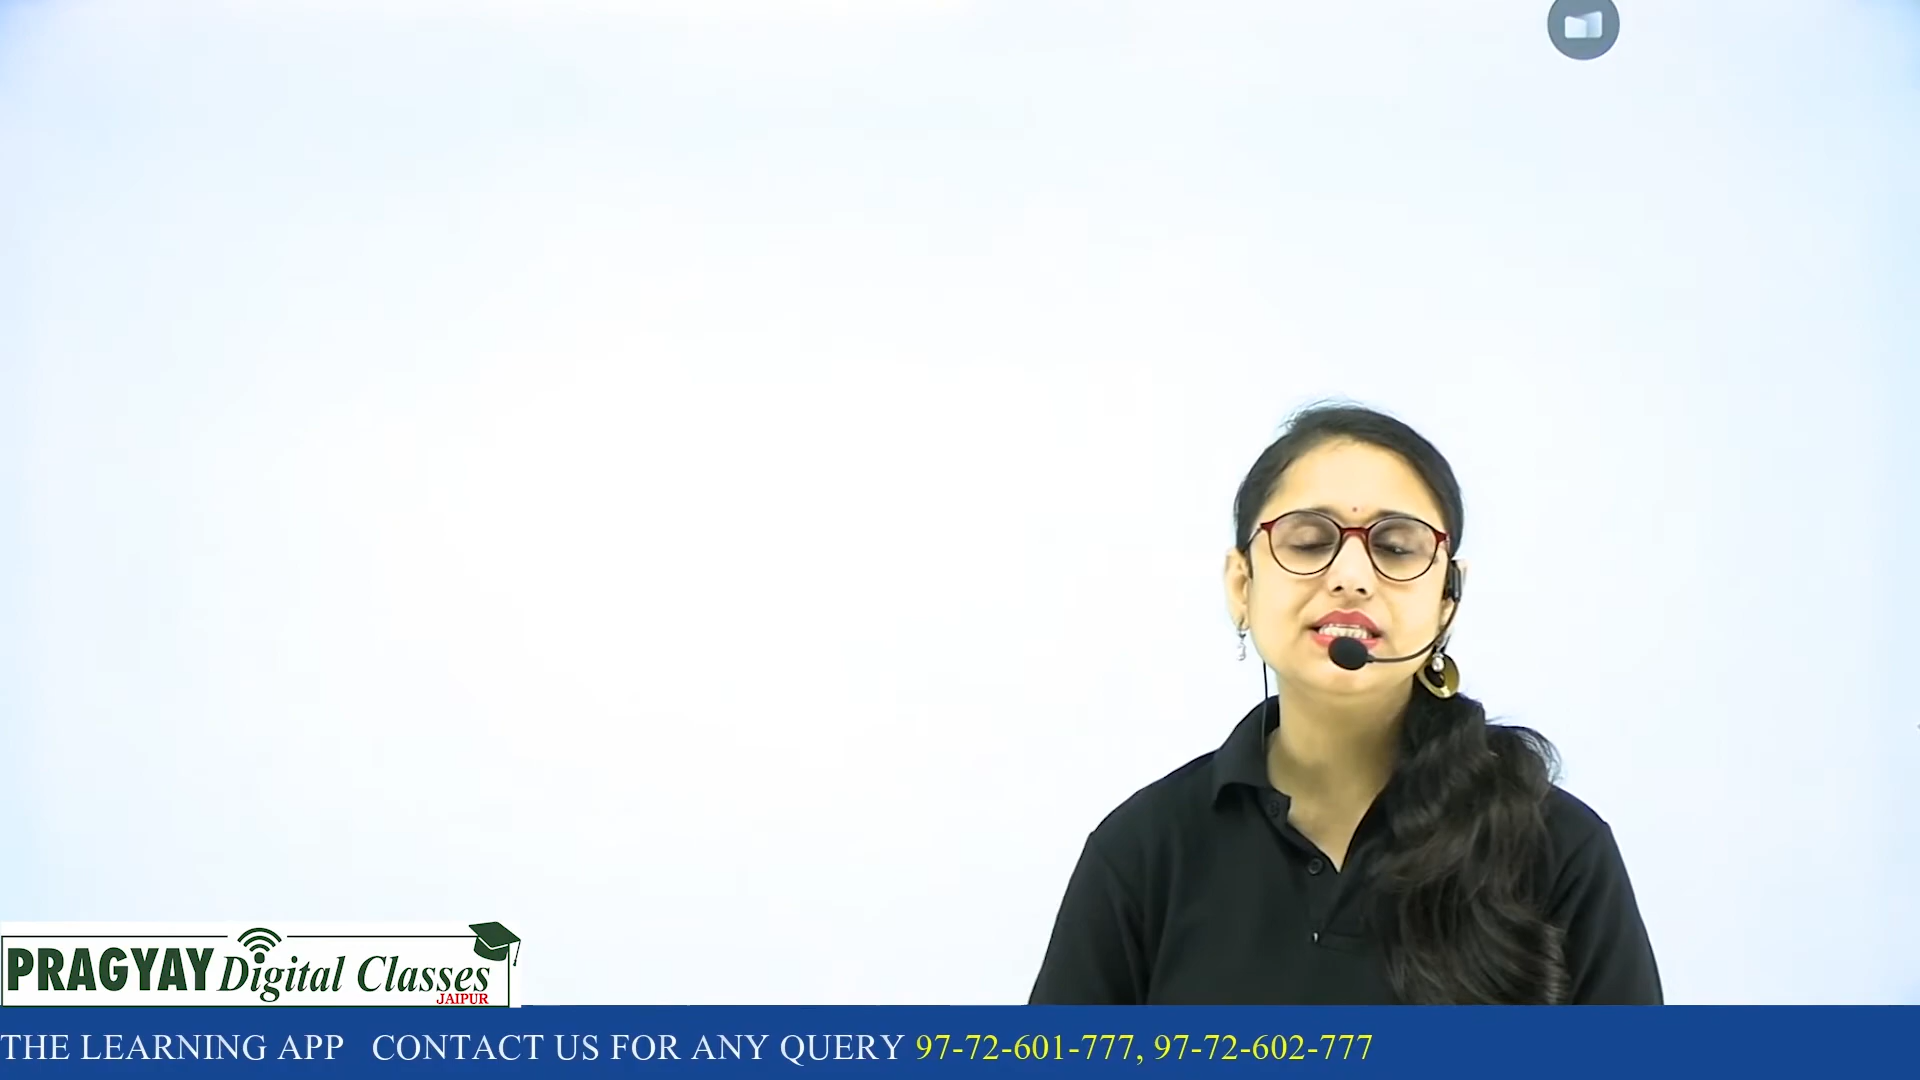 PRAGYAY Digital Classes
JAIPUR
THE LEARNING APP CONTACT US FOR ANY QUERY 97-72-601-777, 97-72-602-777